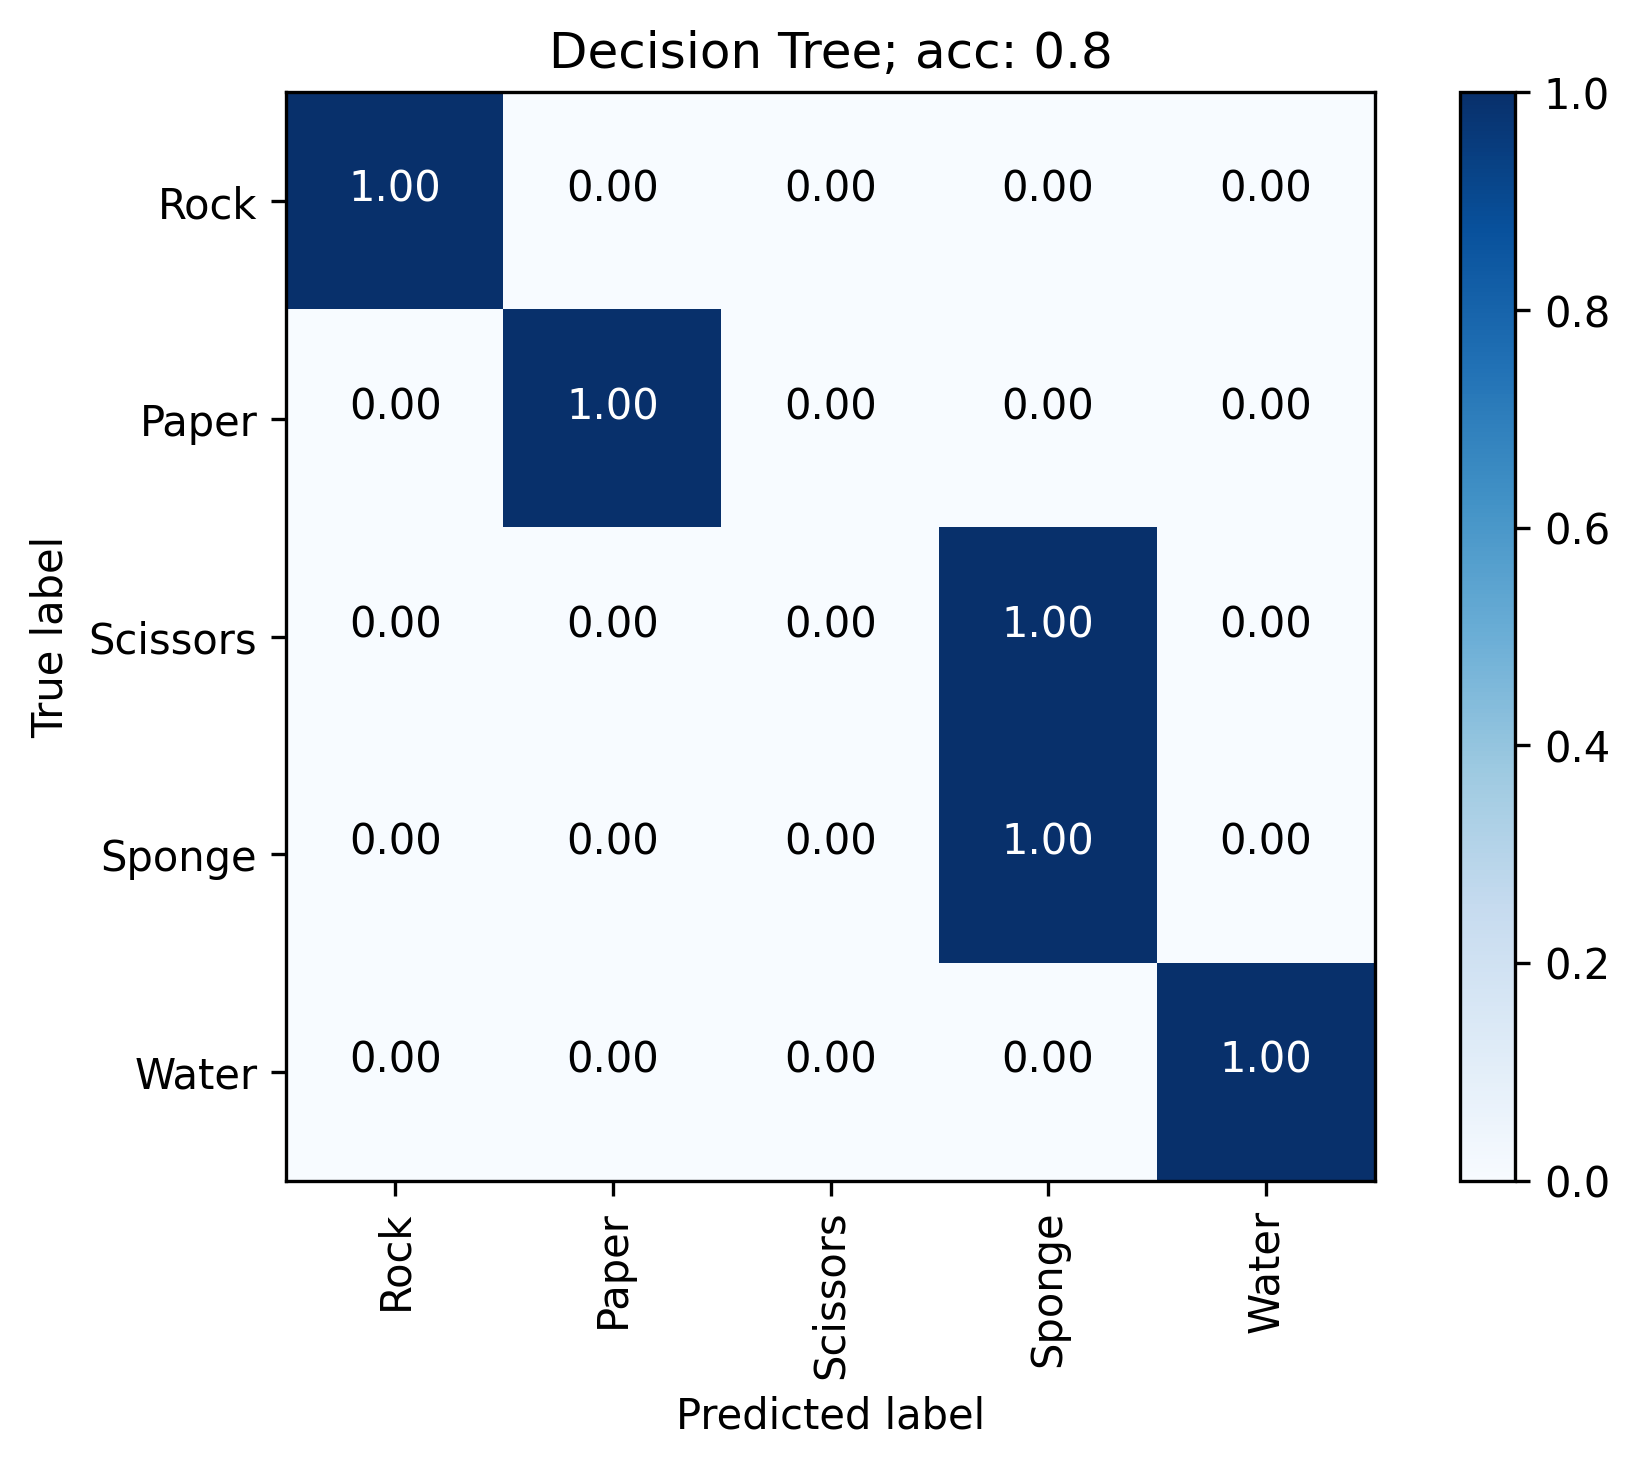 Decision Tree; acc: 0.8
Rock 1.00 0.00 0.00 0.00 0.00
Paper 0.00 1.00 0.00 0.00 0.00
Scissors 0.00 0.00 0.00 1.00 0.00
Sponge 0.00 0.00 0.00 1.00 0.00
Water 0.00 0.00 0.00 0.00 1.00
True label
Rock Paper Scissors Sponge Water
Predicted label
1.0
0.8
0.6
0.4
0.2
0.0